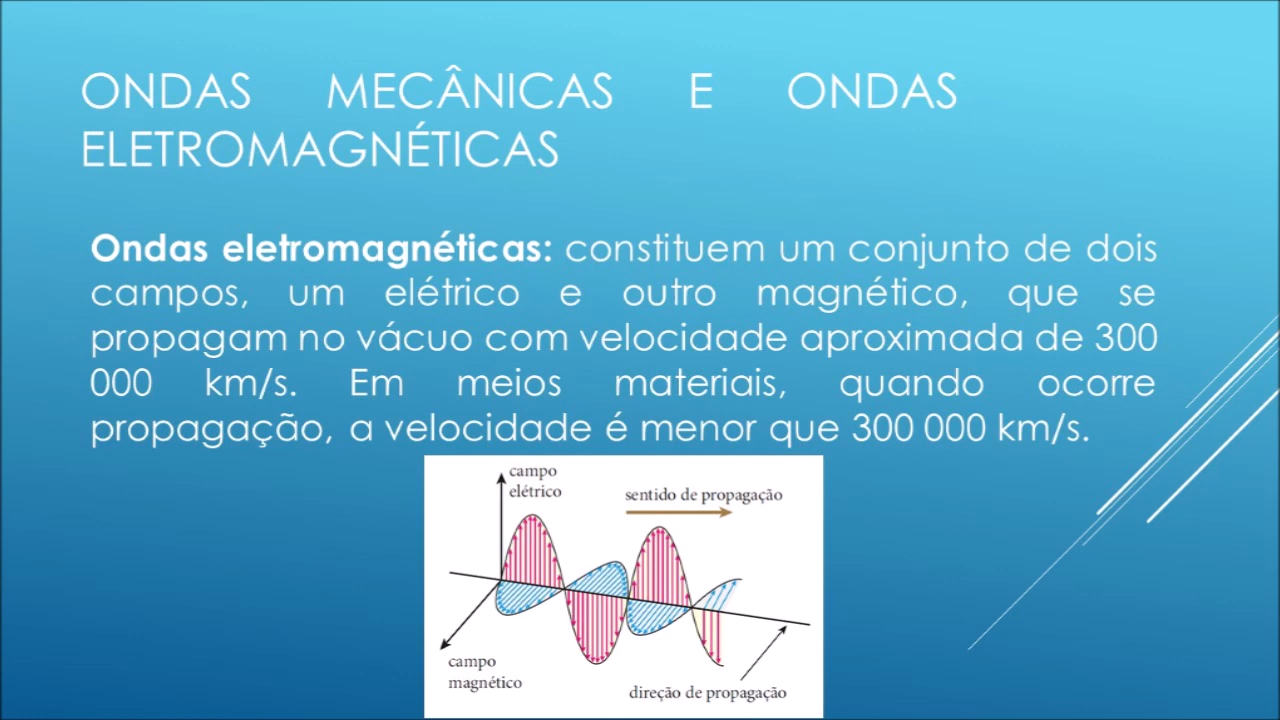 ONDAS MECÂNICAS E ONDAS
ELETROMAGNÉTICAS
Ondas eletromagnéticas: constituem um conjunto de dois
campos, um elétrico e outro magnético, que se
propagam no vácuo com velocidade aproximada de 300
000 km/s. Em meios materiais, quando ocorre
propagação, a velocidade é menor que 300 000 km/s.
campo
elétrico
sentido de propagação
campo
magnético
direção de propagação